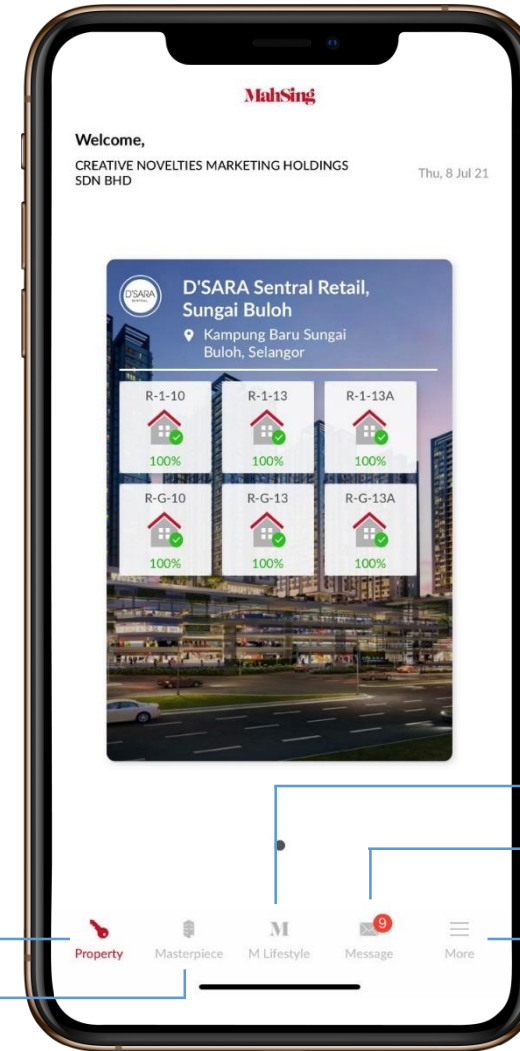 MahSing
Welcome,
CREATIVE NOVELTIES MARKETING HOLDINGS
SDN BHD
Thu, 8 Jul 21
D'SARA
SENTRAL
D'SARA Sentral Retail,
Sungai Buloh
Kampung Baru Sungai
Buloh, Selangor
R-1-10 R-1-13 R-1-13A
100% 100% 100%
R-G-10 R-G-13 R-G-13A
100% 100% 100%
M 9
Property Masterpiece M Lifestyle Message More